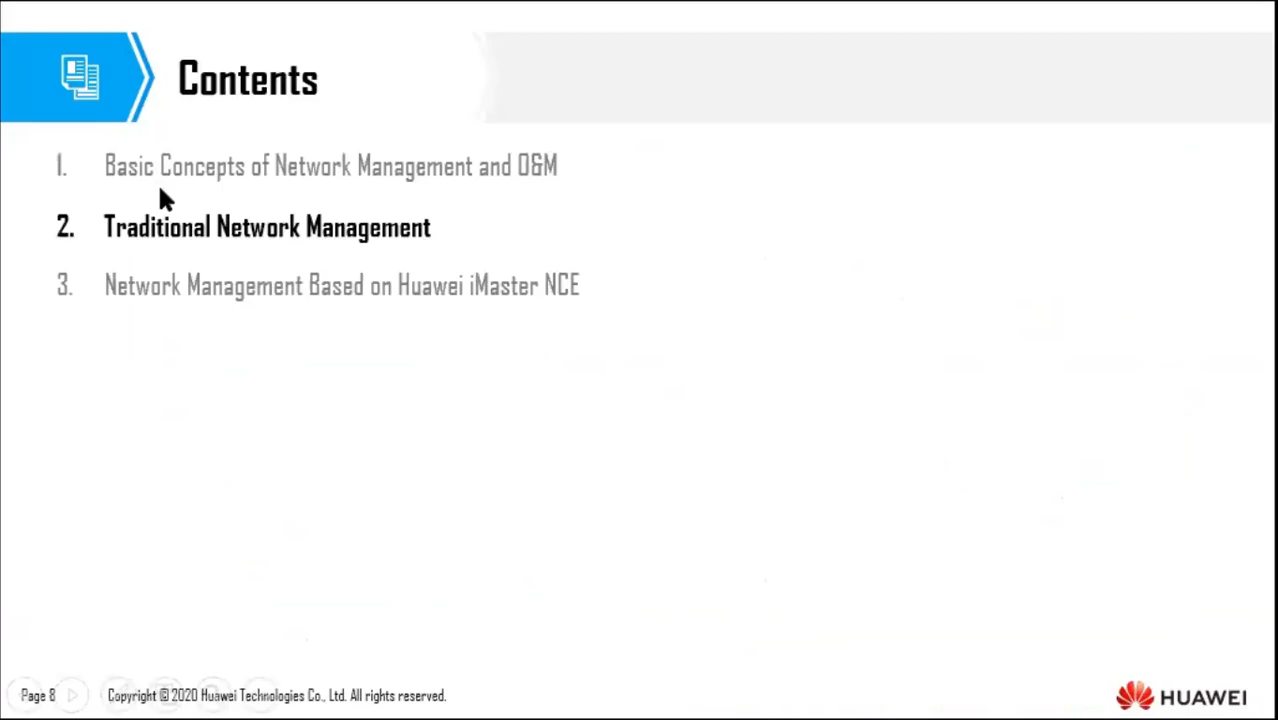 Contents
1. Basic Concepts of Network Management and O&M
2. Traditional Network Management
3. Network Management Based on Huawei iMaster NCE
Page 8 Copyright © 2020 Huawei Technologies Co., Ltd. All rights reserved.
HUAWEI